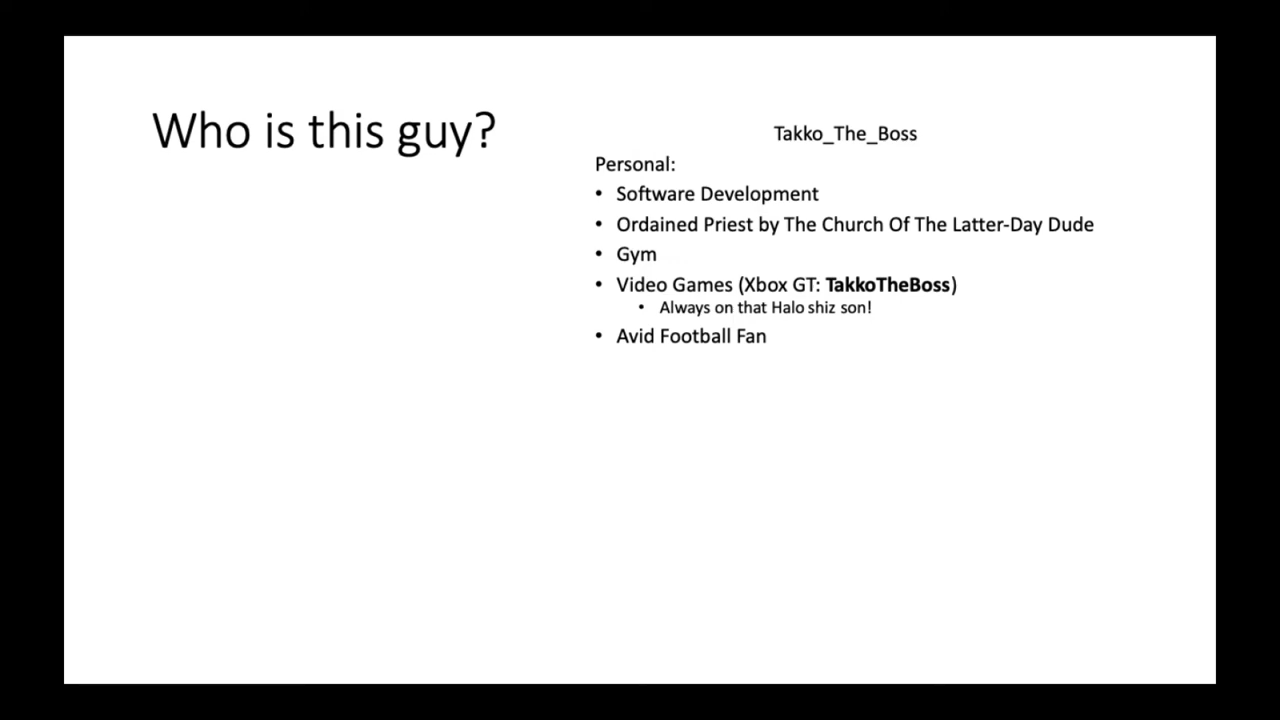 Who is this guy?
Takko_The_Boss
Personal:
• Software Development
• Ordained Priest by The Church Of The Latter-Day Dude
• Gym
• Video Games (Xbox GT: TakkoTheBoss)
• Always on that Halo shiz son!
• Avid Football Fan